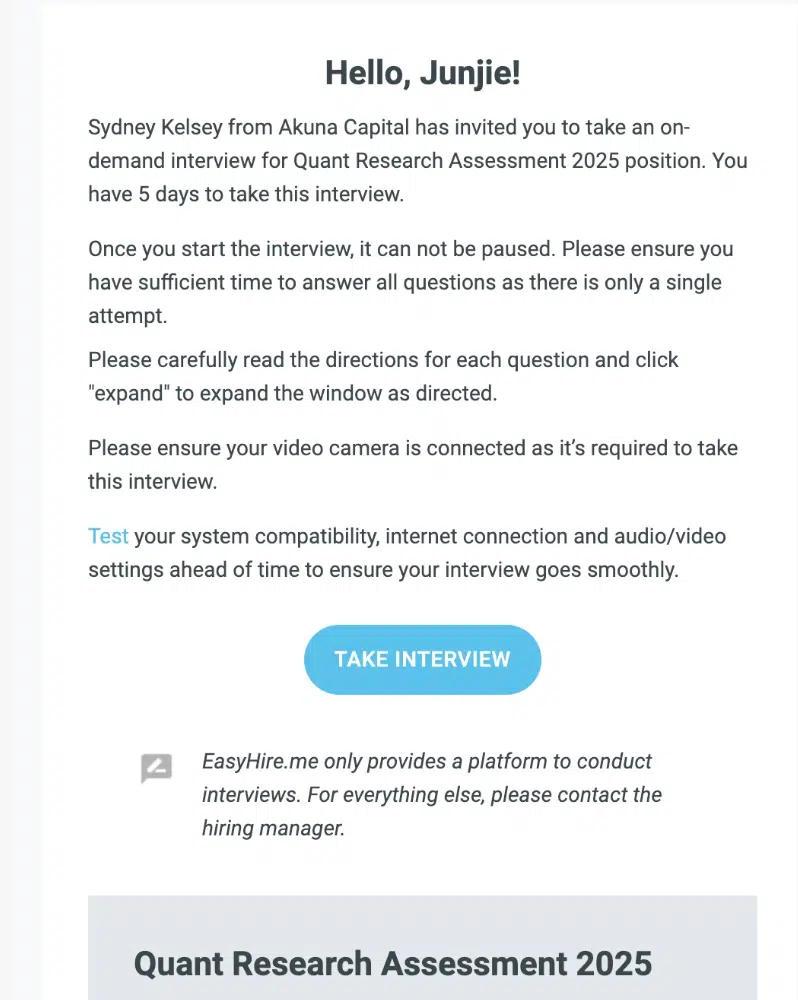 Hello, Junjie!
Sydney Kelsey from Akuna Capital has invited you to take an on-
demand interview for Quant Research Assessment 2025 position. You
have 5 days to take this interview.
Once you start the interview, it can not be paused. Please ensure you
have sufficient time to answer all questions as there is only a single
attempt.
Please carefully read the directions for each question and click
"expand" to expand the window as directed.
Please ensure your video camera is connected as it’s required to take
this interview.
Test your system compatibility, internet connection and audio/video
settings ahead of time to ensure your interview goes smoothly.
TAKE INTERVIEW
EasyHire.me only provides a platform to conduct
interviews. For everything else, please contact the
hiring manager.
Quant Research Assessment 2025